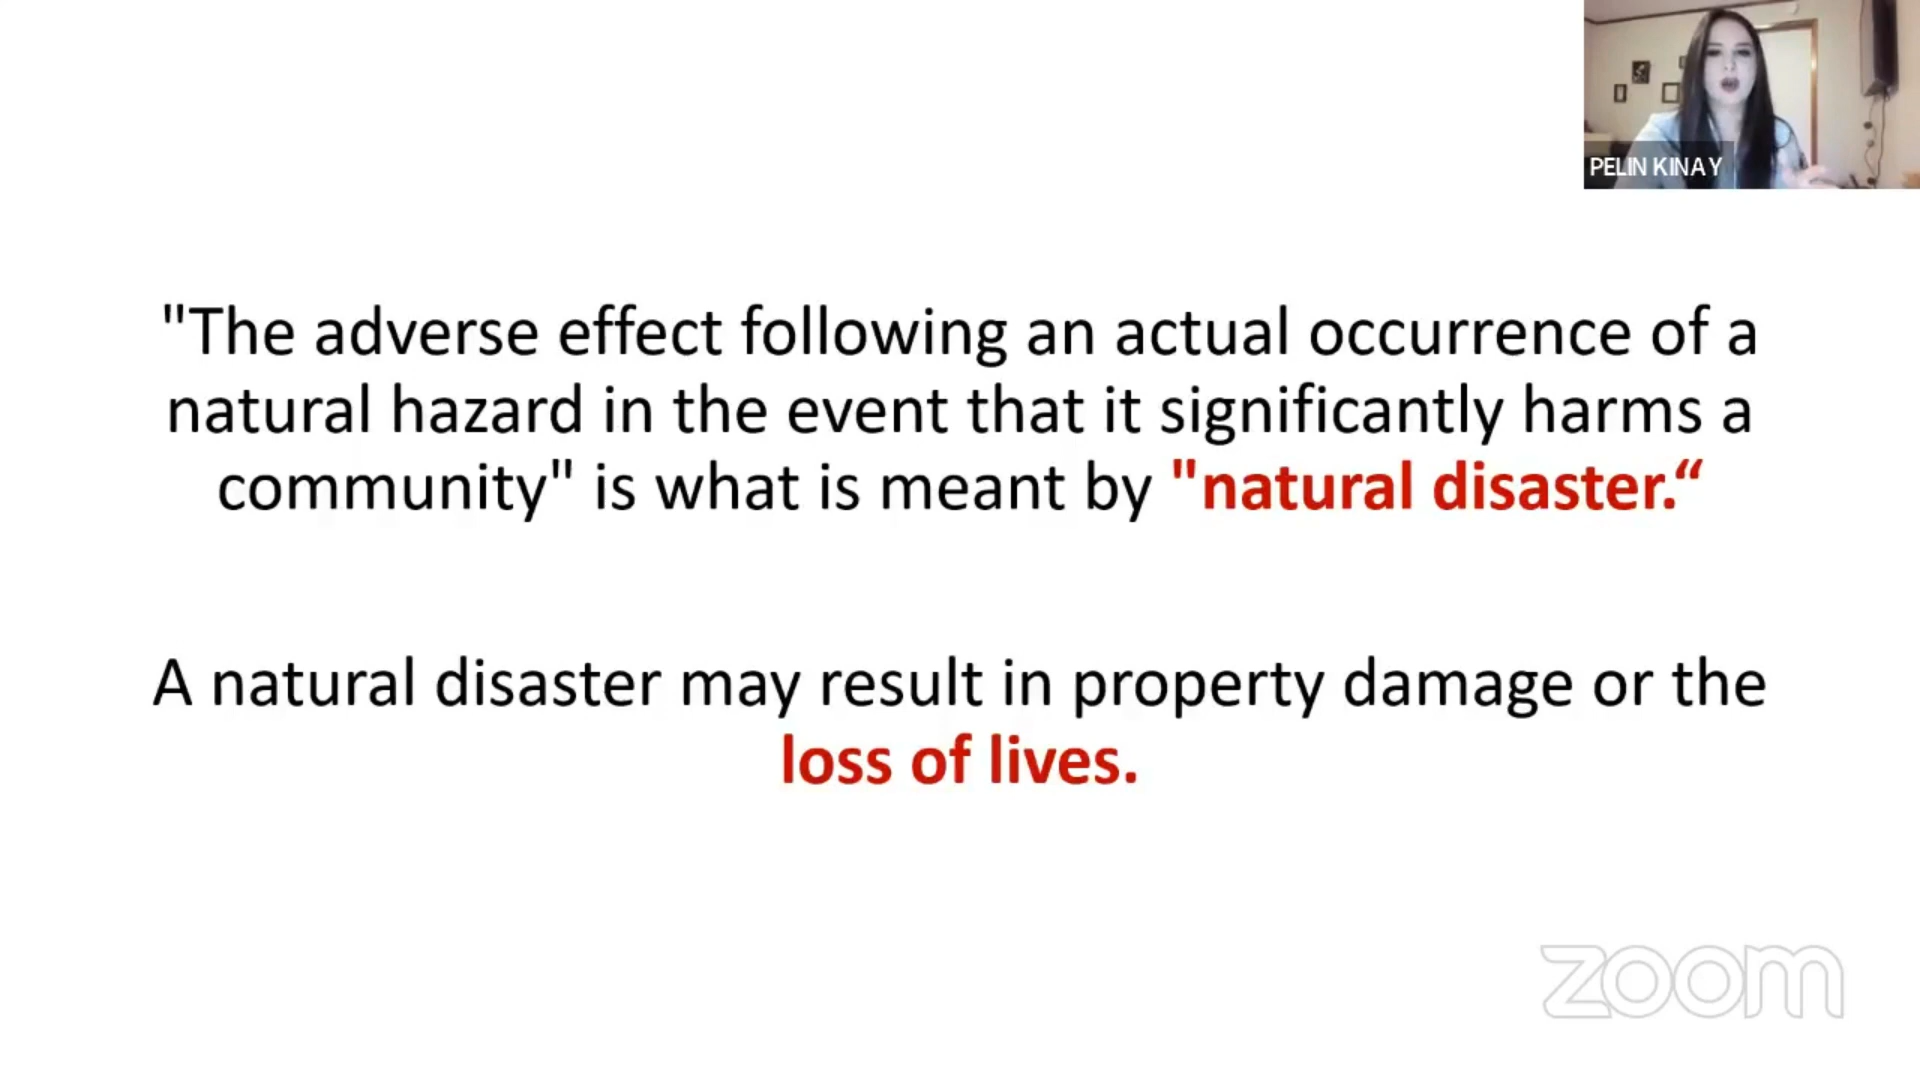 PELIN KINAY
"The adverse effect following an actual occurrence of a
natural hazard in the event that it significantly harms a
community" is what is meant by "natural disaster.“
A natural disaster may result in property damage or the
loss of lives.
zoom